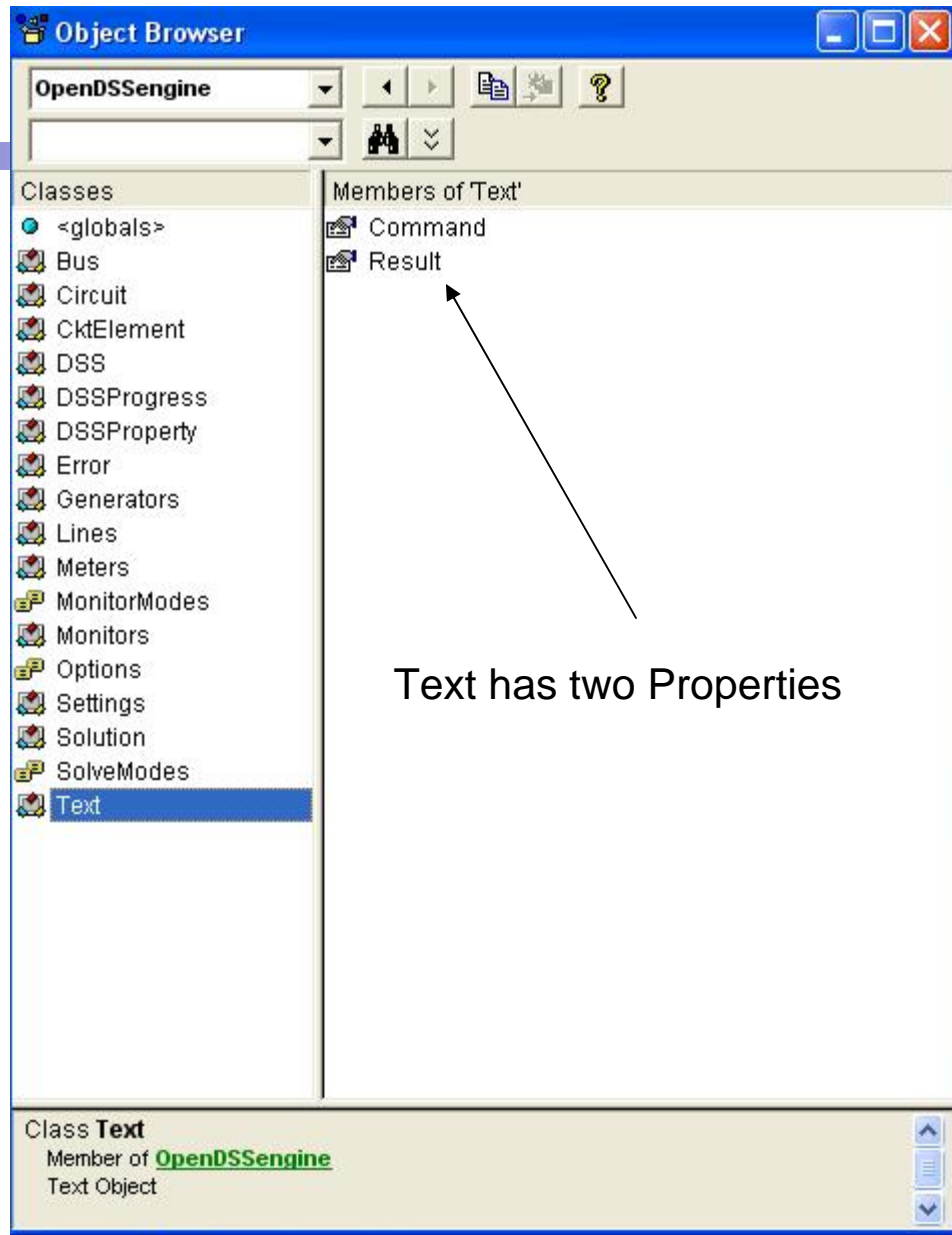 Object Browser
OpenDSSengine
Classes
Members of 'Text'
<globals>
Bus
Circuit
CktElement
DSS
DSSProgress
DSSProperty
Error
Generators
Lines
Meters
MonitorModes
Monitors
Options
Settings
Solution
SolveModes
Text
Command
Result
Text has two Properties
Class Text
Member of OpenDSSengine
Text Object